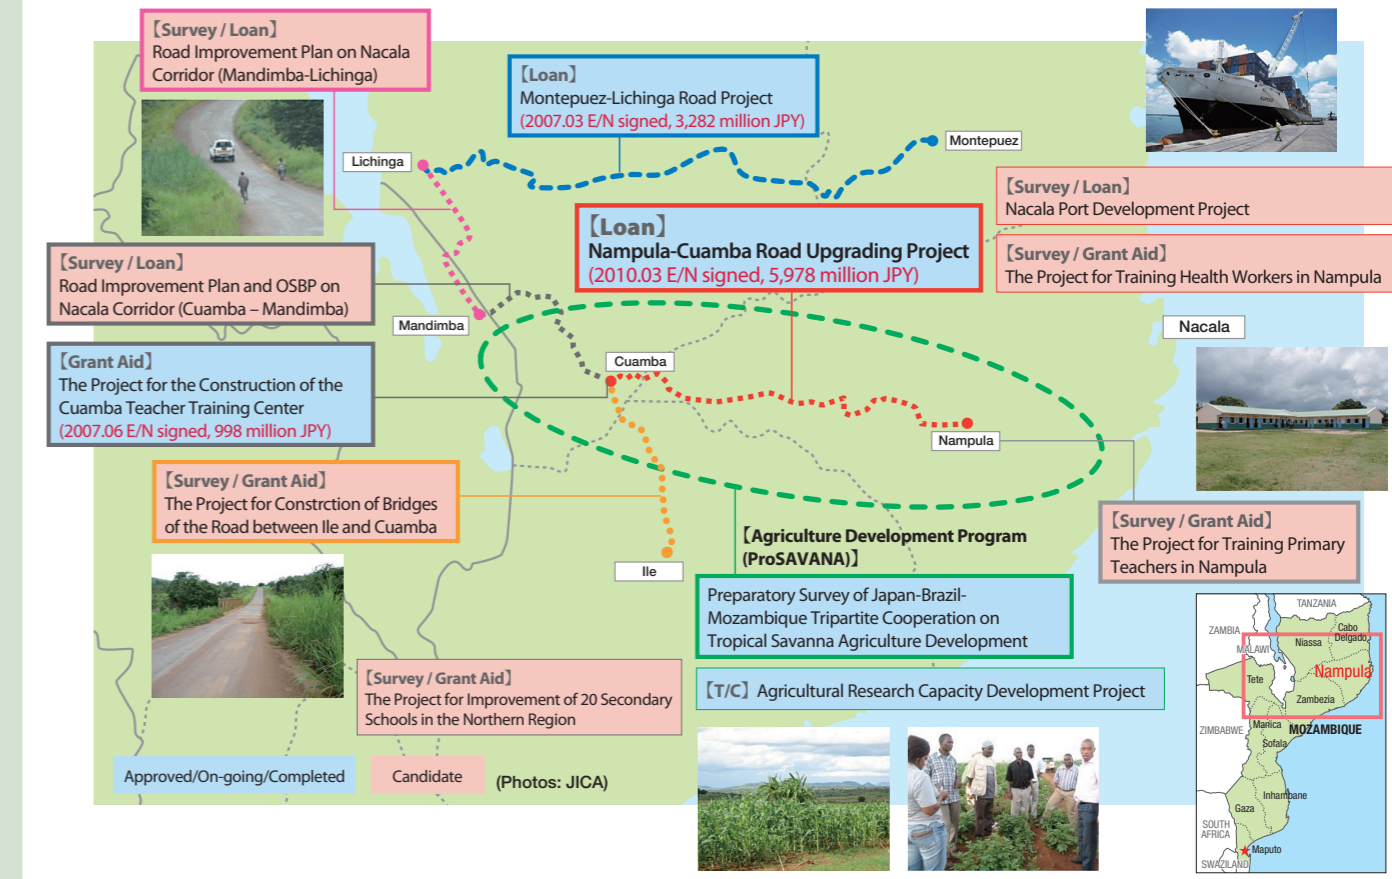 【Survey / Loan】
Road Improvement Plan on Nacala
Corridor (Mandimba-Lichinga)
【Loan】
Montepuez-Lichinga Road Project
(2007.03 E/N signed, 3,282 million JPY)
Lichinga
Montepuez
【Survey / Loan】
Nacala Port Development Project
【Survey / Grant Aid】
The Project for Training Health Workers in Nampula
【Loan】
Nampula-Cuamba Road Upgrading Project
(2010.03 E/N signed, 5,978 million JPY)
【Survey / Loan】
Road Improvement Plan and OSBP on
Nacala Corridor (Cuamba – Mandimba)
Mandimba
Nacala
【Grant Aid】
The Project for the Construction of the
Cuamba Teacher Training Center
(2007.06 E/N signed, 998 million JPY)
Cuamba
Nampula
【Survey / Grant Aid】
The Project for Constrction of Bridges
of the Road between Ile and Cuamba
Ile
【Agriculture Development Program
(ProSAVANA)】
Preparatory Survey of Japan-Brazil-
Mozambique Tripartite Cooperation on
Tropical Savanna Agriculture Development
【Survey / Grant Aid】
The Project for Training Primary
Teachers in Nampula
【Survey / Grant Aid】
The Project for Improvement of 20 Secondary
Schools in the Northern Region
【T/C】 Agricultural Research Capacity Development Project
Approved/On-going/Completed
Candidate
(Photos: JICA)
TANZANIA
ZAMBIA
Cabo
Delgado
Niassa
MALAWI
Nampula
Tete
Zambezia
ZIMBABWE
Manica
MOZAMBIQUE
Sofala
Inhambane
Gaza
SOUTH
AFRICA
Maputo
SWAZILAND